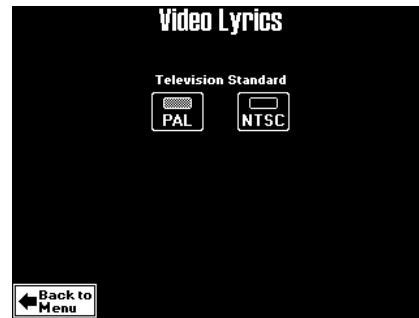 Video Lyrics
Television Standard
PAL NTSC
Back to
Menu